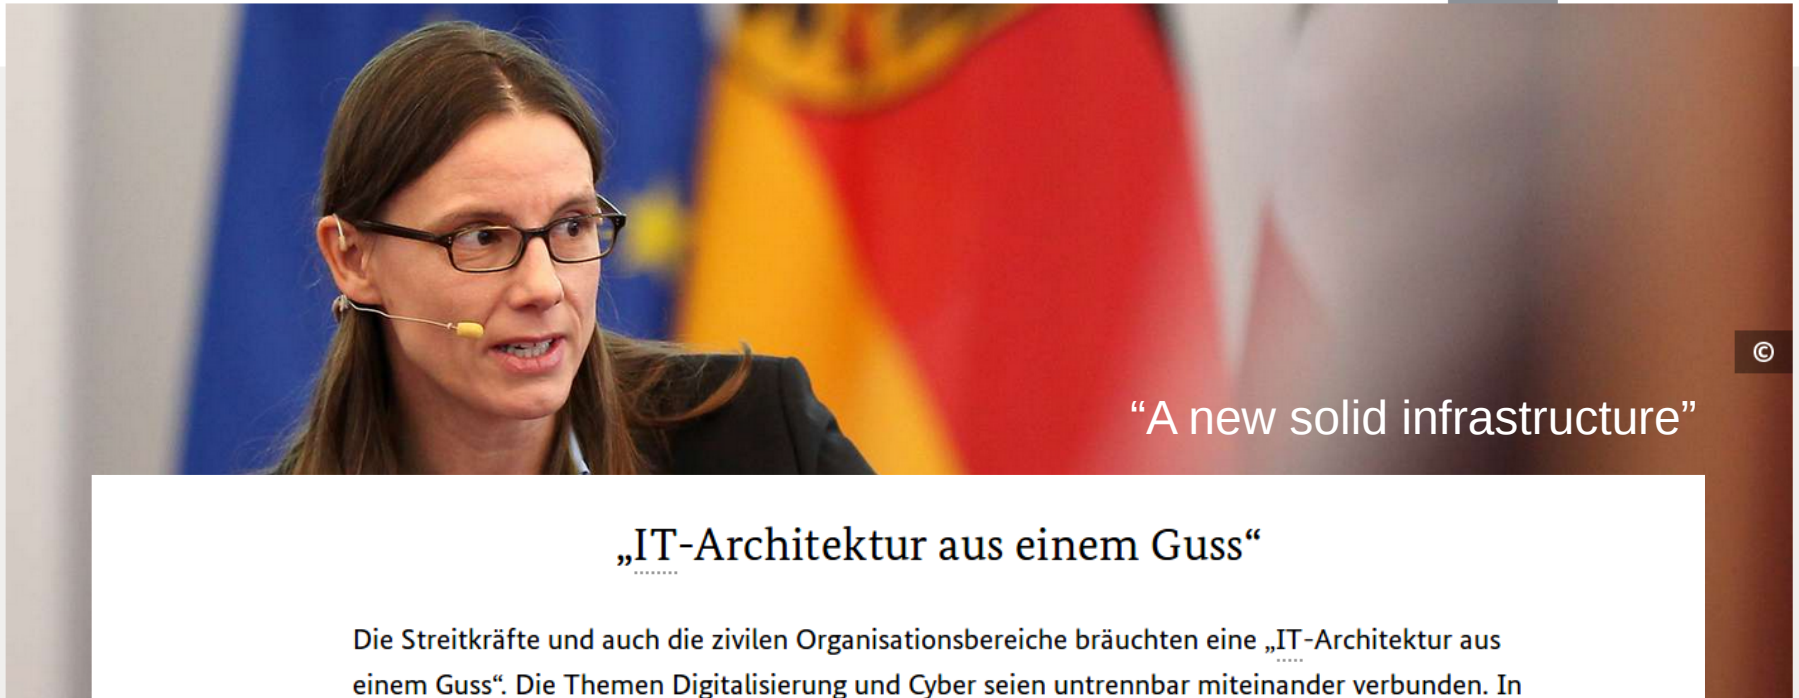 ©
“A new solid infrastructure”
„IT-Architektur aus einem Guss“
Die Streitkräfte und auch die zivilen Organisationsbereiche bräuchten eine „IT-Architektur aus
einem Guss“. Die Themen Digitalisierung und Cyber seien untrennbar miteinander verbunden. In